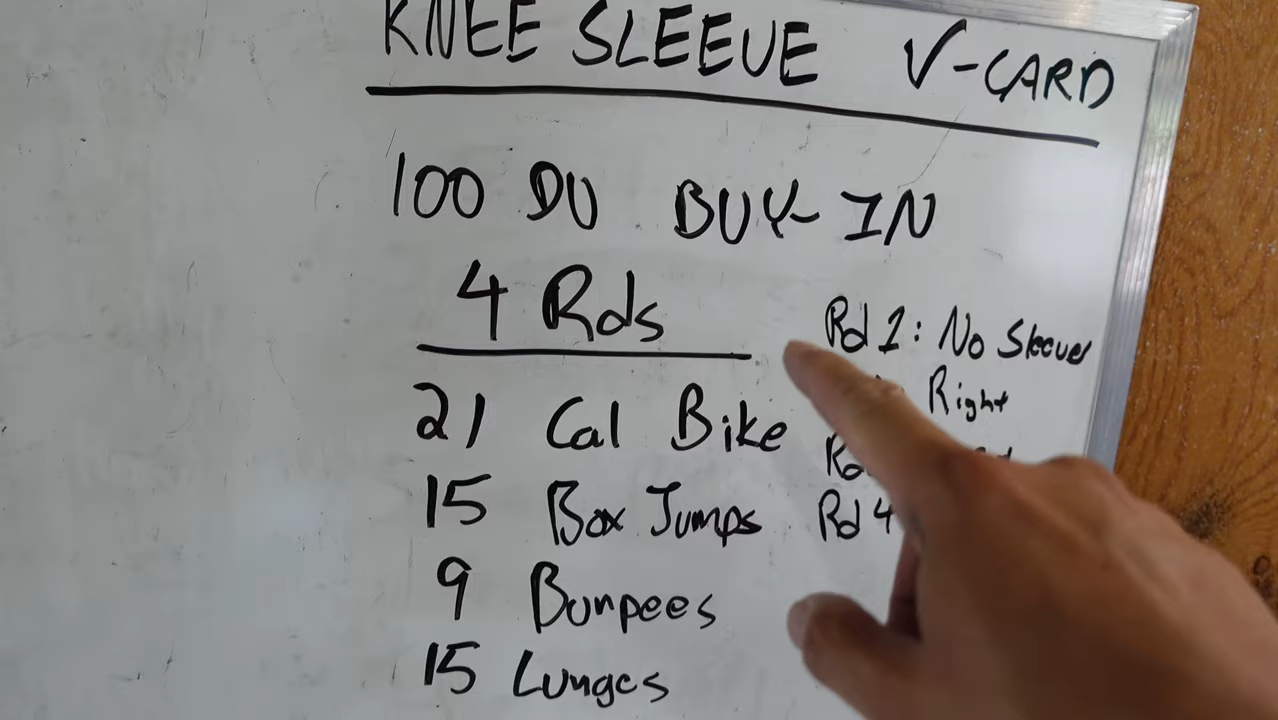 KNEE SLEEVE V-CARD
100 DU BUY-IN
4 Rds
21 Cal Bike
15 Box Jumps
9 Burpees
15 Lunges
Rd 1: No Sleeves
Right
Rd 4